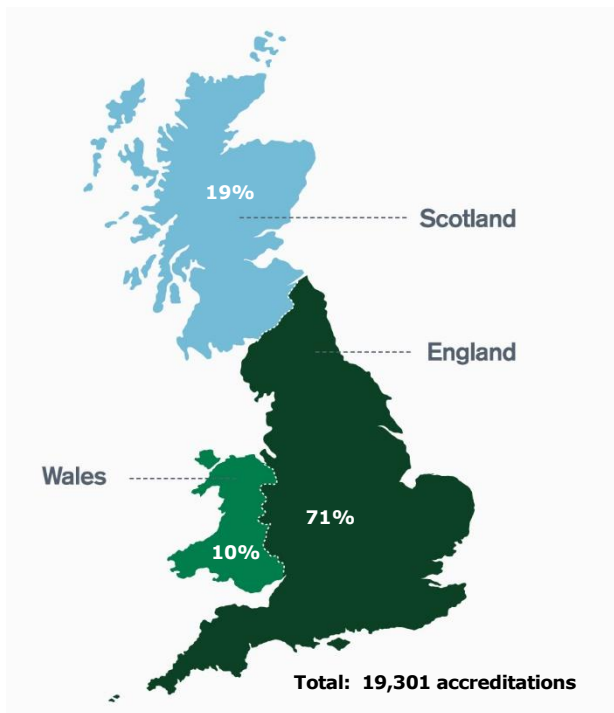 19%
Scotland
England
Wales
71%
10%
Total: 19,301 accreditations